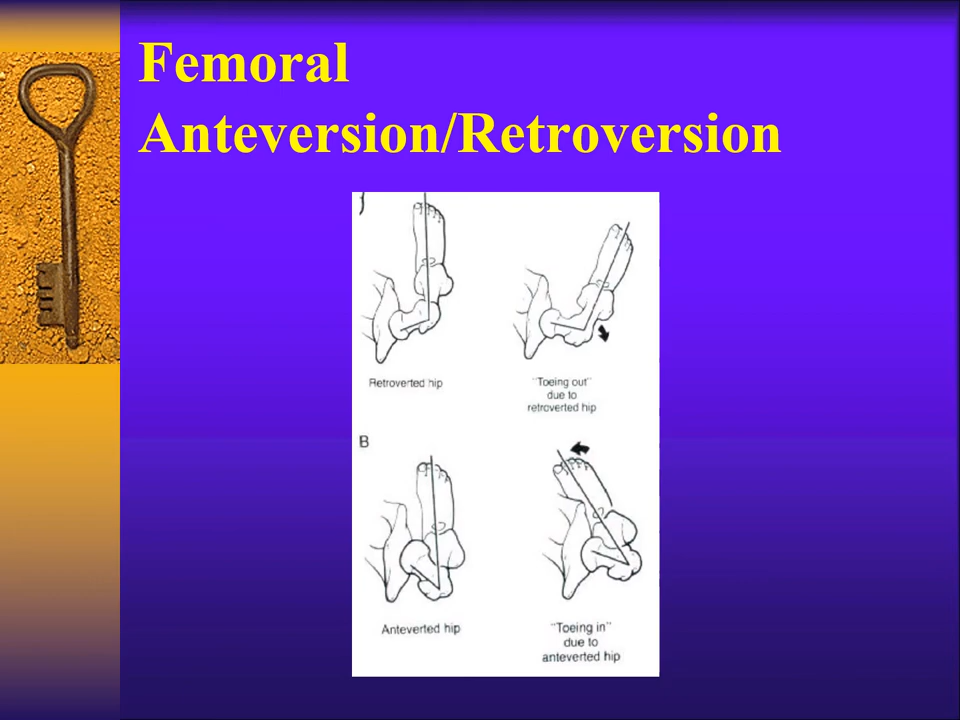 Femoral
Anteversion/Retroversion
Retroverted hip
"Toeing out"
due to
retroverted hip
B
Anteverted hip
"Toeing in"
due to
anteverted hip